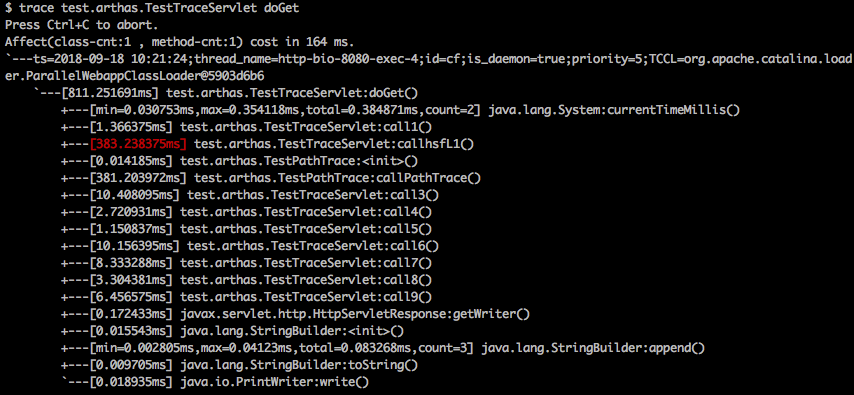 $ trace test.arthas.TestTraceServlet doGet
Press Ctrl+C to abort.
Affect(class-cnt:1 , method-cnt:1) cost in 164 ms.
`---ts=2018-09-18 10:21:24;thread_name=http-bio-8080-exec-4;id=cf;is_daemon=true;priority=5;TCCL=org.apache.catalina.load
er.ParallelWebappClassLoader@5903d6b6
    `---[811.251691ms] test.arthas.TestTraceServlet:doGet()
        +---[min=0.030753ms,max=0.354118ms,total=0.384871ms,count=2] java.lang.System:currentTimeMillis()
        +---[1.366375ms] test.arthas.TestTraceServlet:call1()
        +---[383.238375ms] test.arthas.TestTraceServlet:callhsfL1()
        +---[0.014185ms] test.arthas.TestPathTrace:<init>()
        +---[381.203972ms] test.arthas.TestPathTrace:callPathTrace()
        +---[10.408095ms] test.arthas.TestTraceServlet:call3()
        +---[2.720931ms] test.arthas.TestTraceServlet:call4()
        +---[1.150837ms] test.arthas.TestTraceServlet:call5()
        +---[10.156395ms] test.arthas.TestTraceServlet:call6()
        +---[8.333288ms] test.arthas.TestTraceServlet:call7()
        +---[3.304381ms] test.arthas.TestTraceServlet:call8()
        +---[6.456575ms] test.arthas.TestTraceServlet:call9()
        +---[0.172433ms] javax.servlet.http.HttpServletResponse:getWriter()
        +---[0.015543ms] java.lang.StringBuilder:<init>()
        +---[min=0.002805ms,max=0.04123ms,total=0.083268ms,count=3] java.lang.StringBuilder:append()
        +---[0.009705ms] java.lang.StringBuilder:toString()
        `---[0.018935ms] java.io.PrintWriter:write()